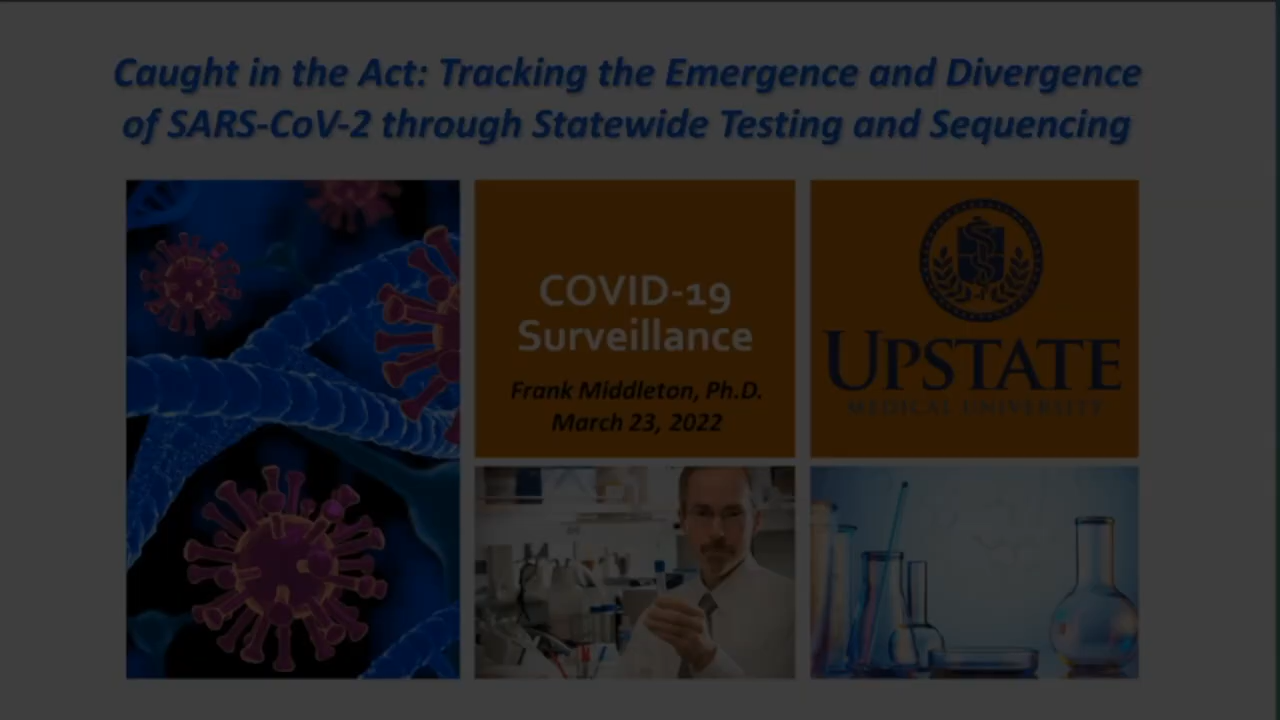 Caught in the Act: Tracking the Emergence and Divergence
of SARS-CoV-2 through Statewide Testing and Sequencing
COVID-19
Surveillance
Frank Middleton, Ph.D.
March 23, 2022
UPSTATE
MEDICAL UNIVERSITY